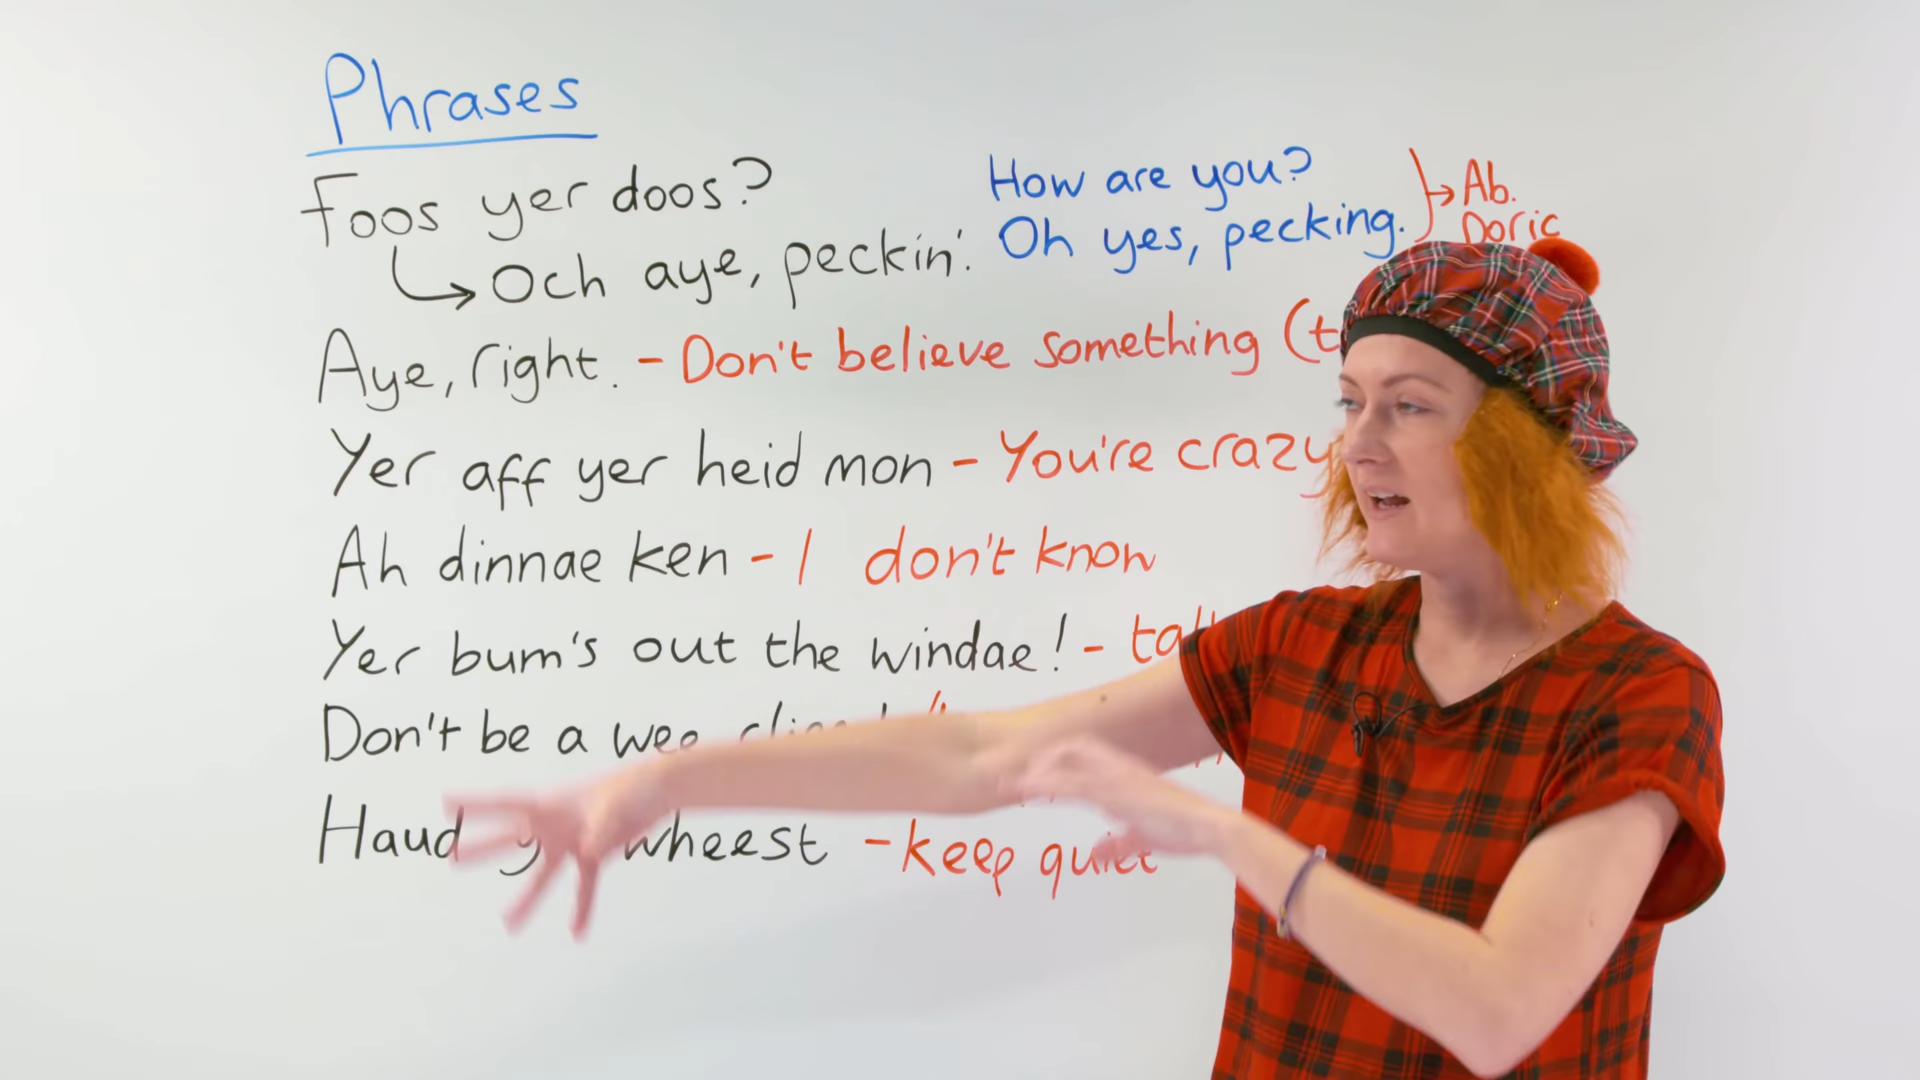 Phrases
Foos yer doos?
How are you?
Ab.
Och aye, peckin'.
Oh yes, pecking.
Doric
Aye, right. - Don't believe something
Yer aff yer heid mon - You're crazy
Ah dinnae ken - I don't know
Yer bum's out the windae! -
Don't be a wee
Haud wheest - keep quiet